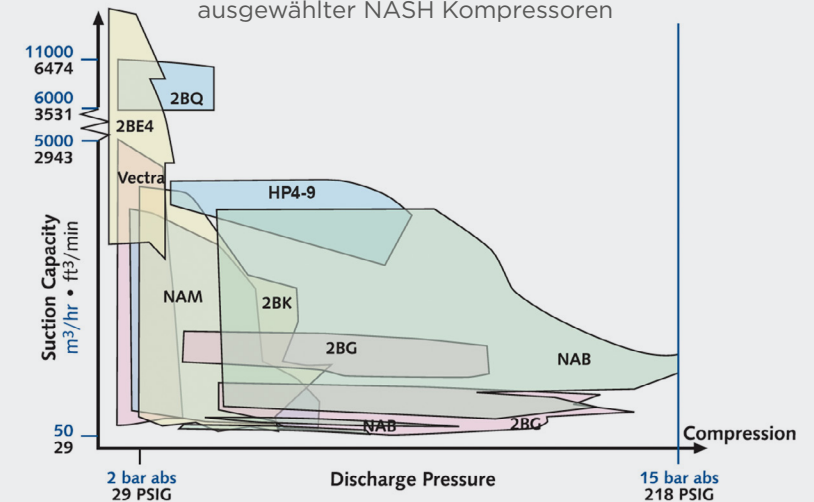 ausgewählter NASH Kompressoren
11000
6474
2BQ
6000
3531
2BE4
5000
2943
Vectra
HP4-9
Suction Capacity
m³/hr • ft³/min
NAM
2BK
2BG
NAB
NAB
2BG
50
29
Compression
2 bar abs
29 PSIG
Discharge Pressure
15 bar abs
218 PSIG